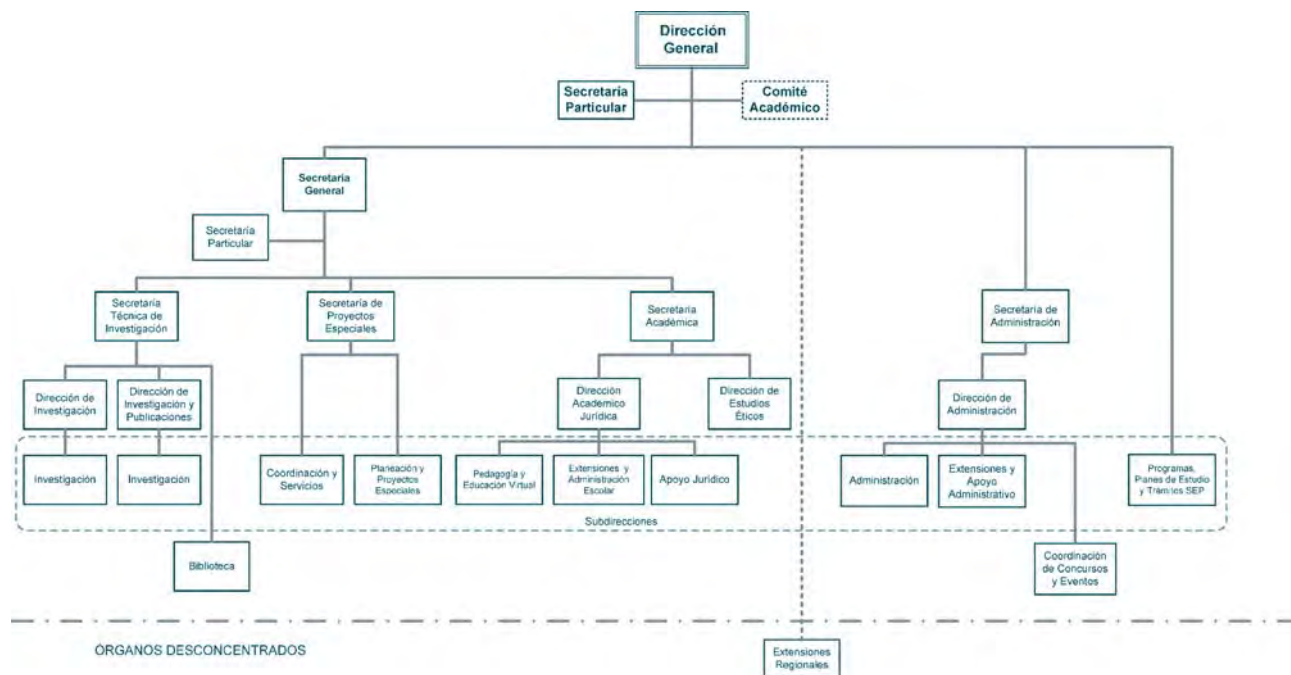 Dirección
General
Secretaría
Particular
Comité
Académico
Secretaría
General
Secretaría
Particular
Secretaría
Técnica de
Investigación
Secretaría de
Proyectos
Especiales
Secretaría
Académica
Secretaría de
Administración
Dirección de
Investigación
Dirección de
Investigación y
Publicaciones
Dirección
Académico
Jurídica
Dirección de
Estudios
Éticos
Dirección de
Administración
Investigación
Investigación
Coordinación y
Servicios
Planeación y
Proyectos
Especiales
Pedagogía y
Educación Virtual
Extensiones y
Administración
Escolar
Apoyo Jurídico
Administración
Extensiones y
Apoyo
Administrativo
Programas,
Planes de Estudio
y Trámites SEP
Subdirecciones
Biblioteca
Coordinación
de Concursos
y Eventos
ÓRGANOS DESCONCENTRADOS
Extensiones
Regionales